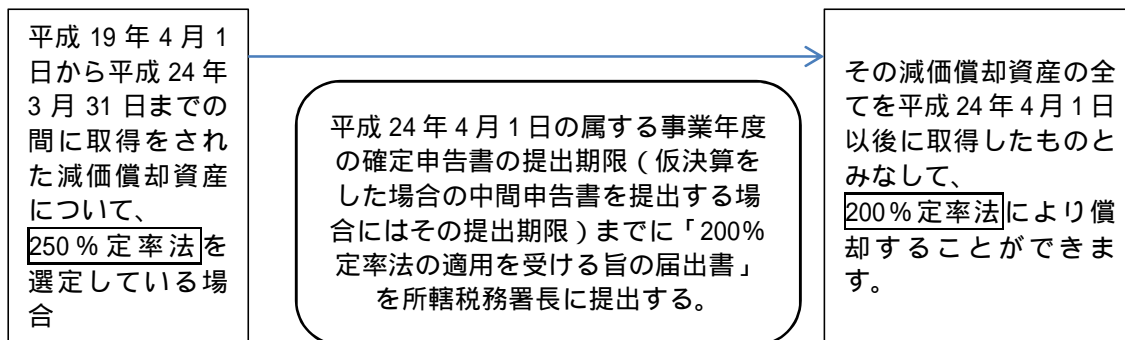 平成 19 年 4 月 1
日から平成 24 年
3 月 31 日までの
間に取得をされ
た減価償却資産
について、
250％定率法を
選定している場
合
平成 24 年 4 月 1 日の属する事業年度
の確定申告書の提出期限（仮決算を
した場合の中間申告書を提出する場
合にはその提出期限）までに「200％
定率法の適用を受ける旨の届出書」
を所轄税務署長に提出する。
その減価償却資産の全
てを平成 24 年 4 月 1 日
以後に取得したものと
みなして、
200％定率法により償
却することができま
す。